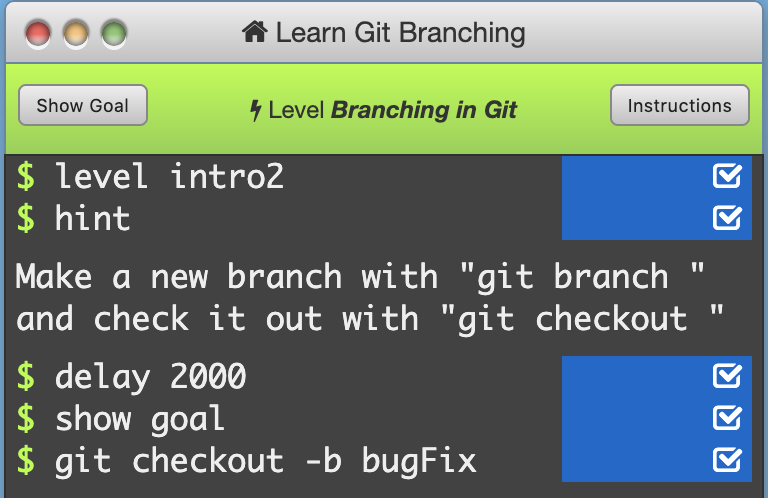 Learn Git Branching
Show Goal
Level Branching in Git
Instructions
$ level intro2
$ hint
Make a new branch with "git branch "
and check it out with "git checkout "
$ delay 2000
$ show goal
$ git checkout -b bugFix